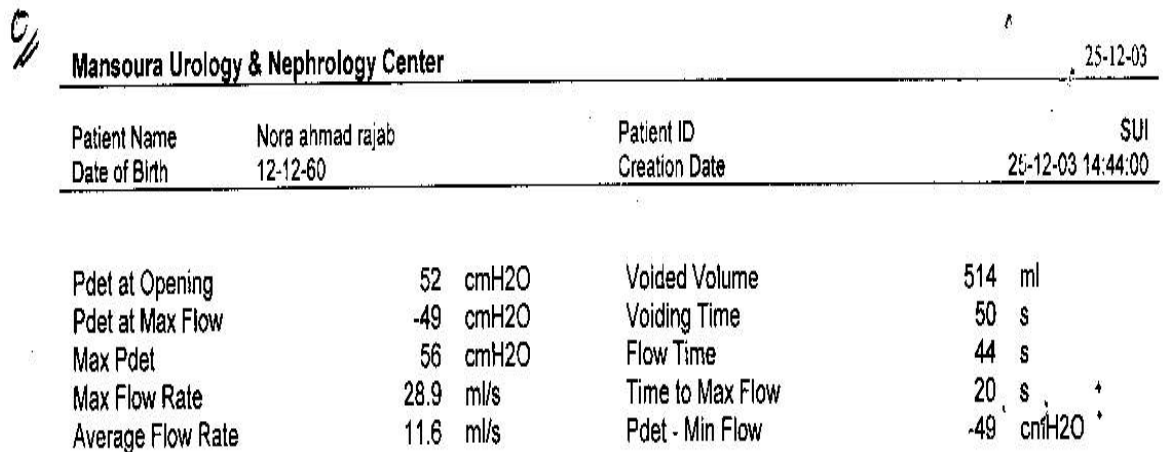 Mansoura Urology & Nephrology Center 25-12-03
Patient Name Nora ahmad rajab Patient ID SUI
Date of Birth 12-12-60 Creation Date 25-12-03 14:44:00
Pdet at Opening 52 cmH2O Voided Volume 514 ml
Pdet at Max Flow -49 cmH2O Voiding Time 50 s
Max Pdet 56 cmH2O Flow Time 44 s
Max Flow Rate 28.9 ml/s Time to Max Flow 20 s
Average Flow Rate 11.6 ml/s Pdet - Min Flow -49 cmH2O